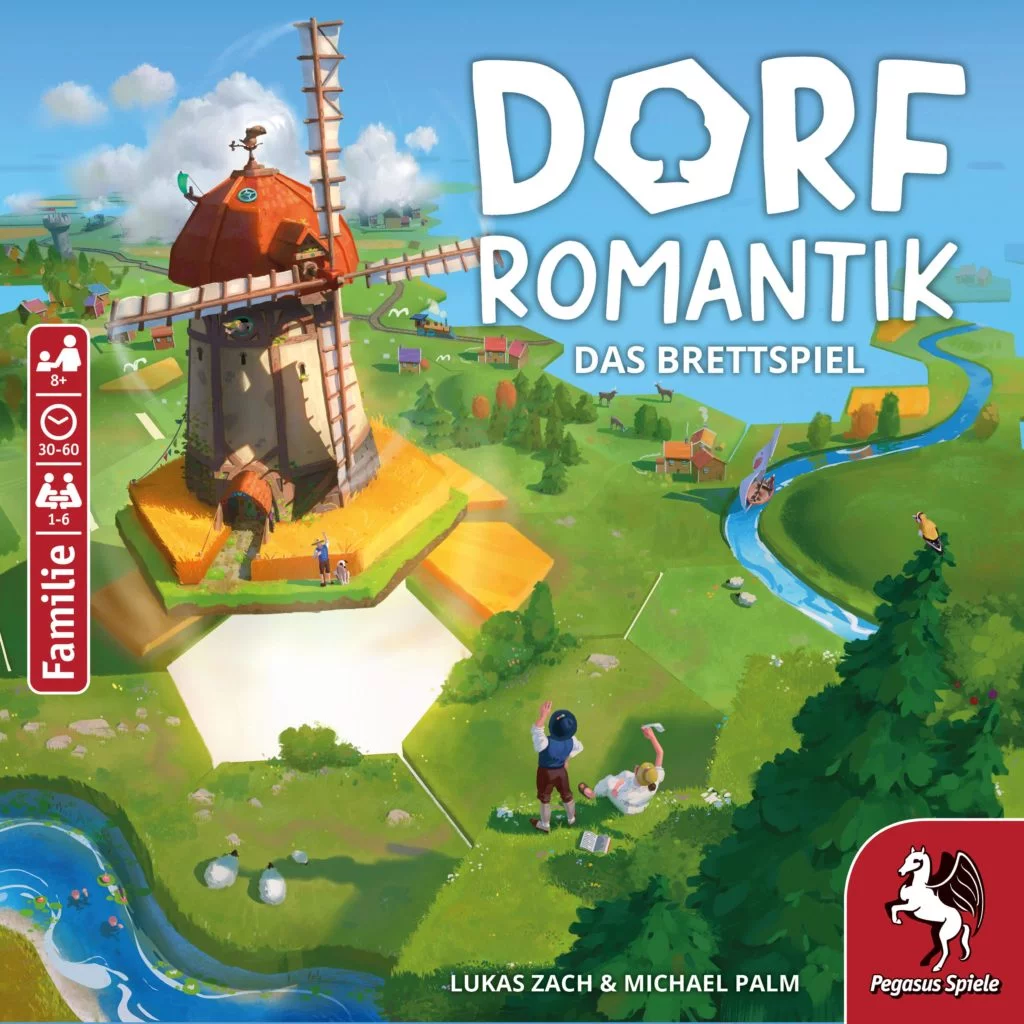 DORF
ROMANTIK
DAS BRETTSPIEL
8+
30-60
1-6
Familie
LUKAS ZACH & MICHAEL PALM
Pegasus Spiele